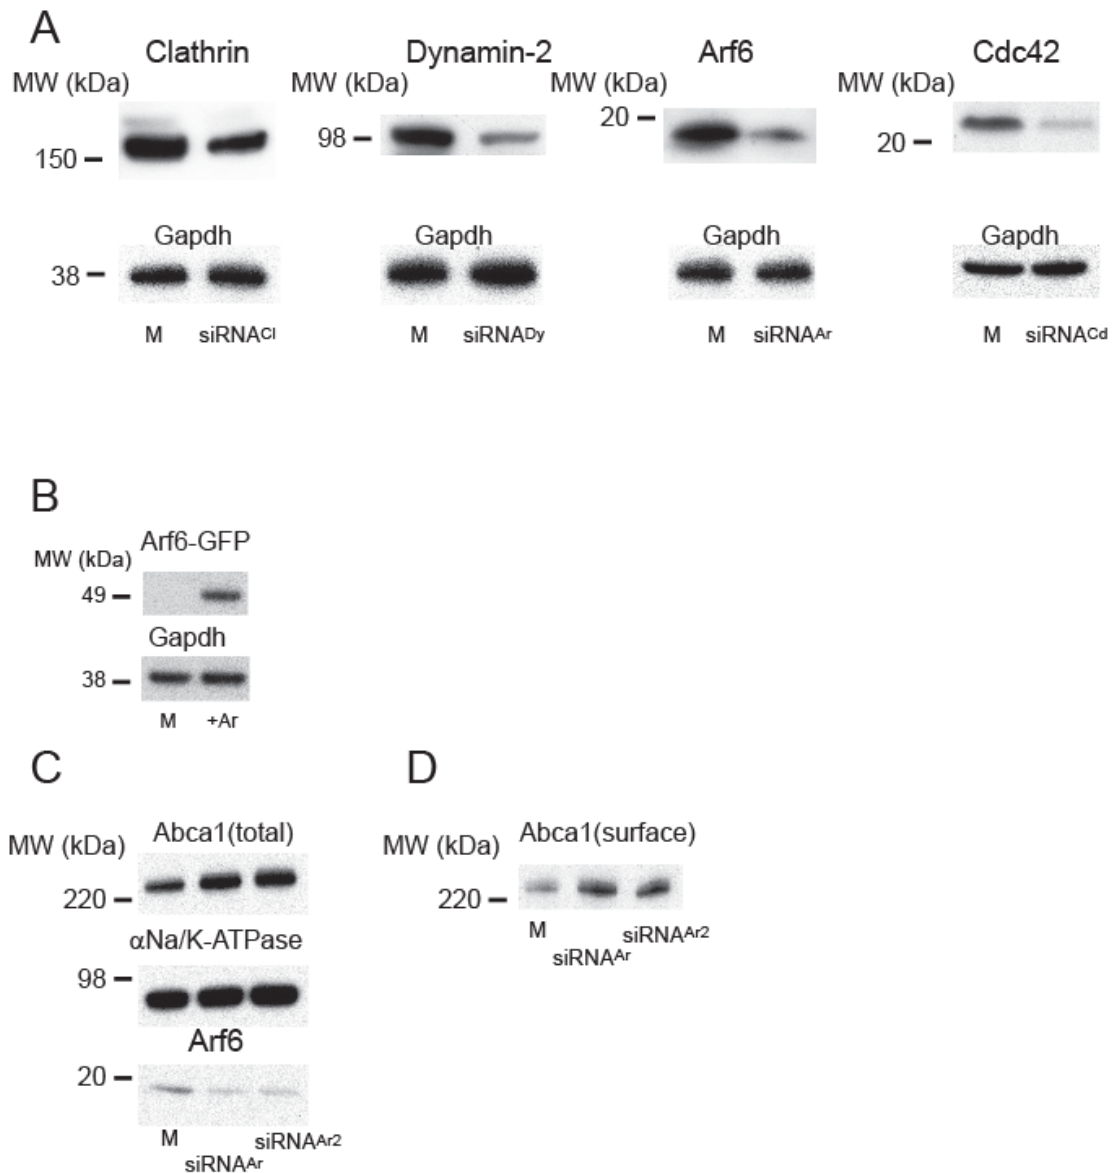 A
Clathrin Dynamin-2 Arf6 Cdc42
MW (kDa) MW (kDa) MW (kDa) MW (kDa)
150 98 20 20
Gapdh Gapdh Gapdh Gapdh
38
M siRNACl M siRNADy M siRNAAr M siRNACd
B
Arf6-GFP
MW (kDa)
49
Gapdh
38
M +Ar
C
Abca1(total)
MW (kDa)
220
αNa/K-ATPase
98
Arf6
20
M
siRNAAr
siRNAAr2
D
Abca1(surface)
MW (kDa)
220
M
siRNAAr
siRNAAr2